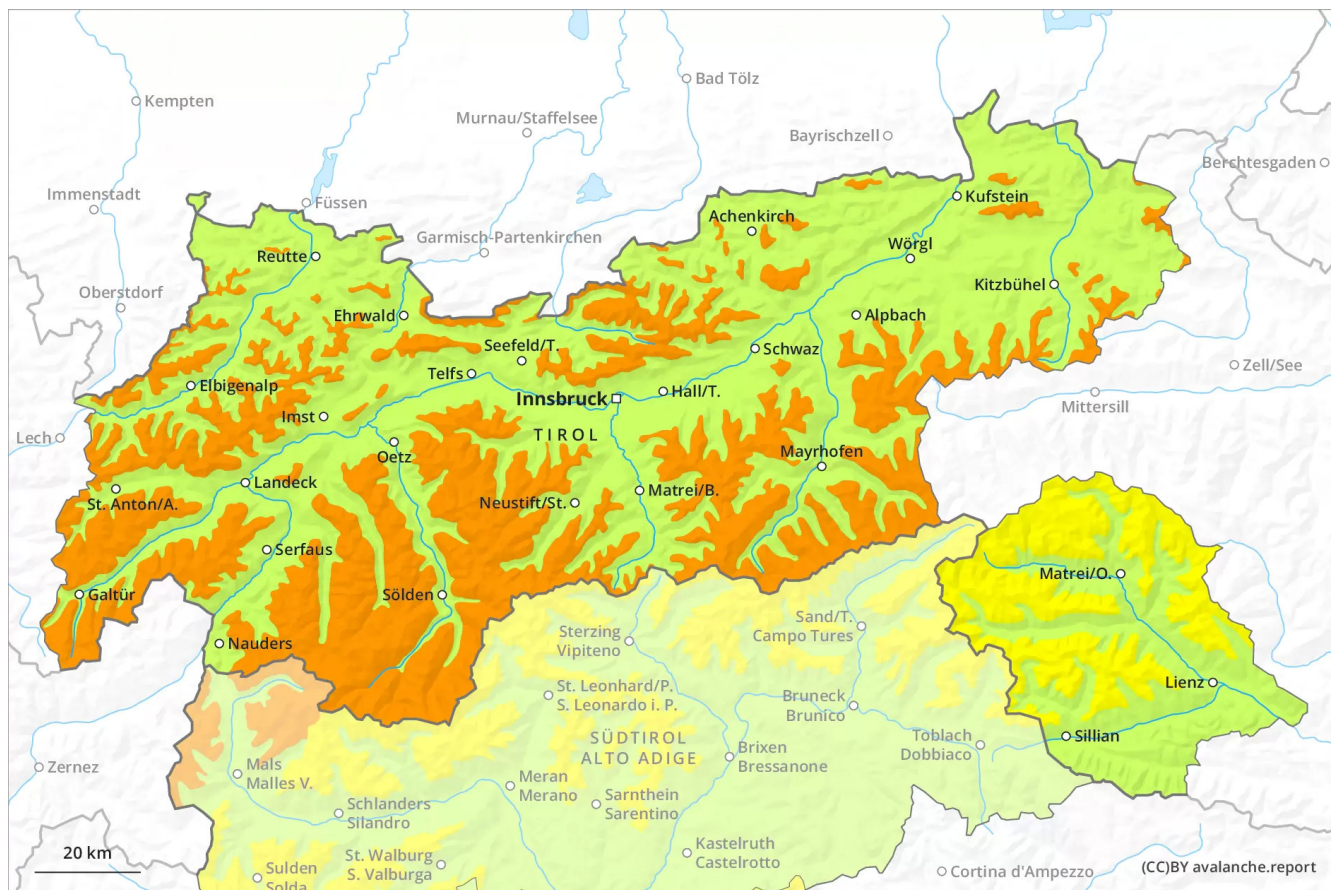 Bad Tölz
Kempten
Murnau/Staffelsee
Bayrischzell
Berchtesgaden
Immenstadt
Füssen
Kufstein
Achenkirch
Garmisch-Partenkirchen
Wörgl
Reutte
Kitzbühel
Oberstdorf
Ehrwald
Alpbach
Seefeld/T.
Schwaz
Zell/See
Telfs
Elbigenalp
Hall/T.
Innsbruck
Mittersill
Imst
TIROL
Lech
Oetz
Mayrhofen
Landeck
St. Anton/A.
Neustift/St.
Matrei/B.
Serfaus
Matrei/O.
Galtür
Sölden
Sand/T.
Campo Tures
Sterzing
Vipiteno
Nauders
Lienz
St. Leonhard/P.
S. Leonardo i. P.
Bruneck
Brunico
SÜDTIROL
ALTO ADIGE
Sillian
Toblach
Dobbiaco
Brixen
Bressanone
Zernez
Mals
Malles V.
Meran
Merano
Sarnthein
Sarentino
Schlanders
Silandro
Kastelruth
Castelrotto
20 km
St. Walburg
S. Valburga
Sulden
Solda
Cortina d'Ampezzo
(CC)BY avalanche.report